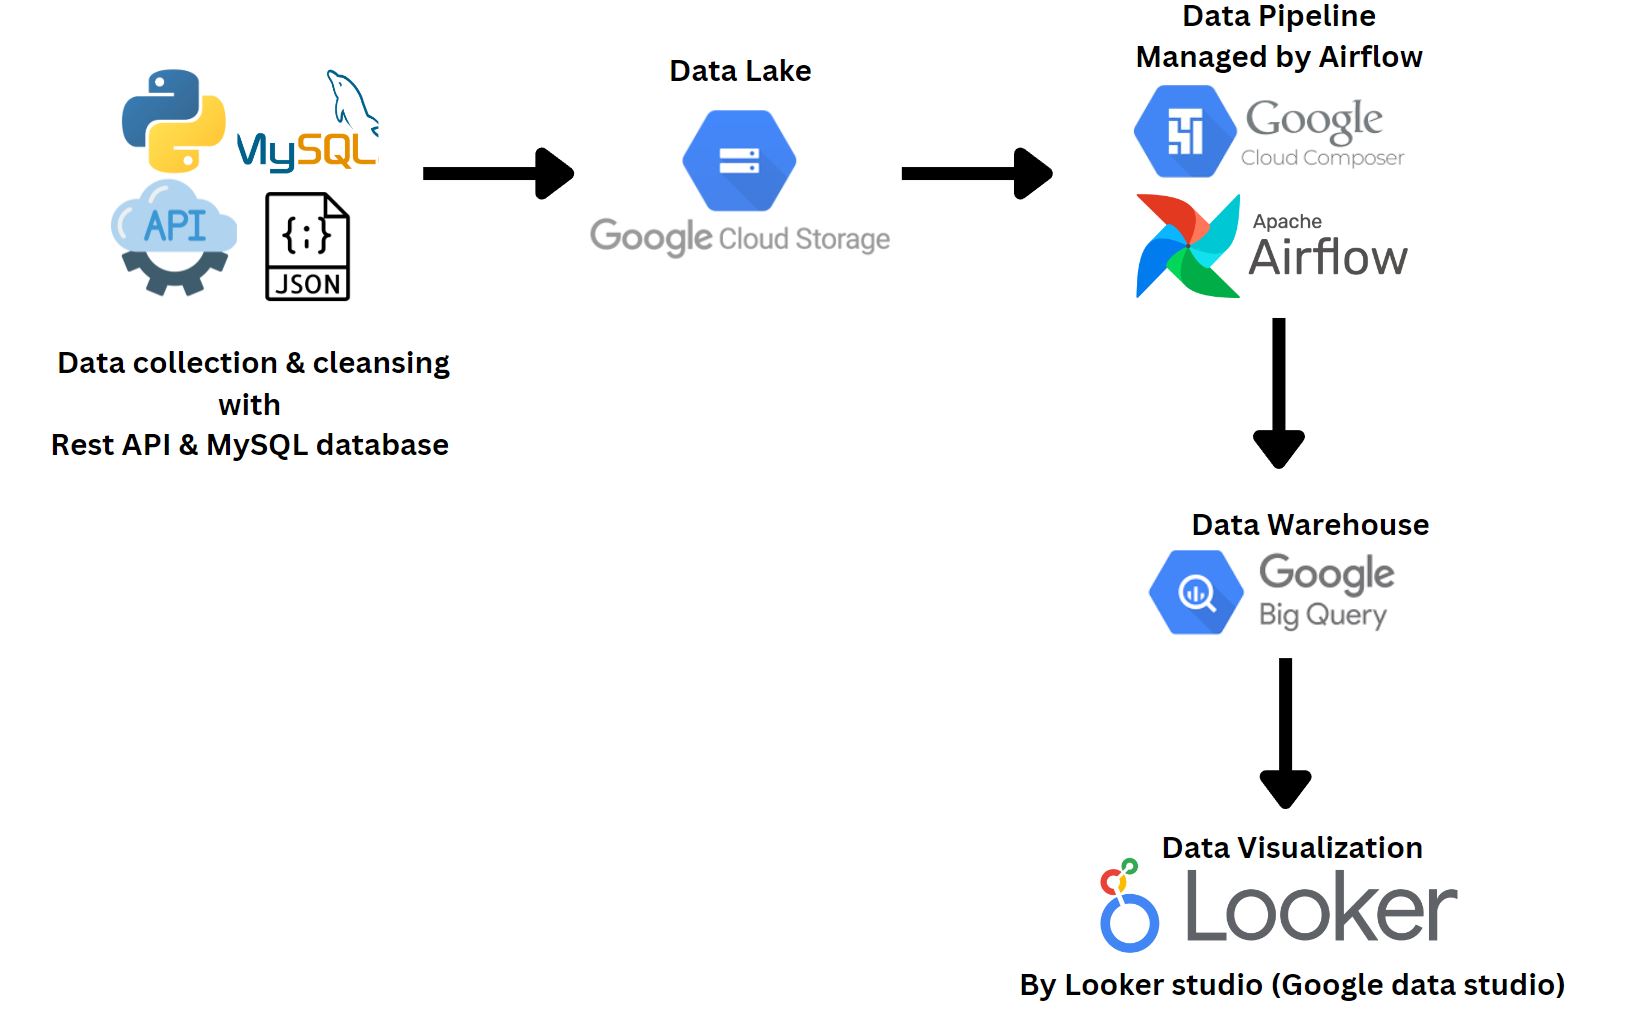 Data Pipeline
Managed by Airflow
Data Lake
MySQL
API
{;}
JSON
Google Cloud Storage
Google
Cloud Composer
Apache
Airflow
Data collection & cleansing
with
Rest API & MySQL database
Data Warehouse
Google
Big Query
Data Visualization
Looker
By Looker studio (Google data studio)